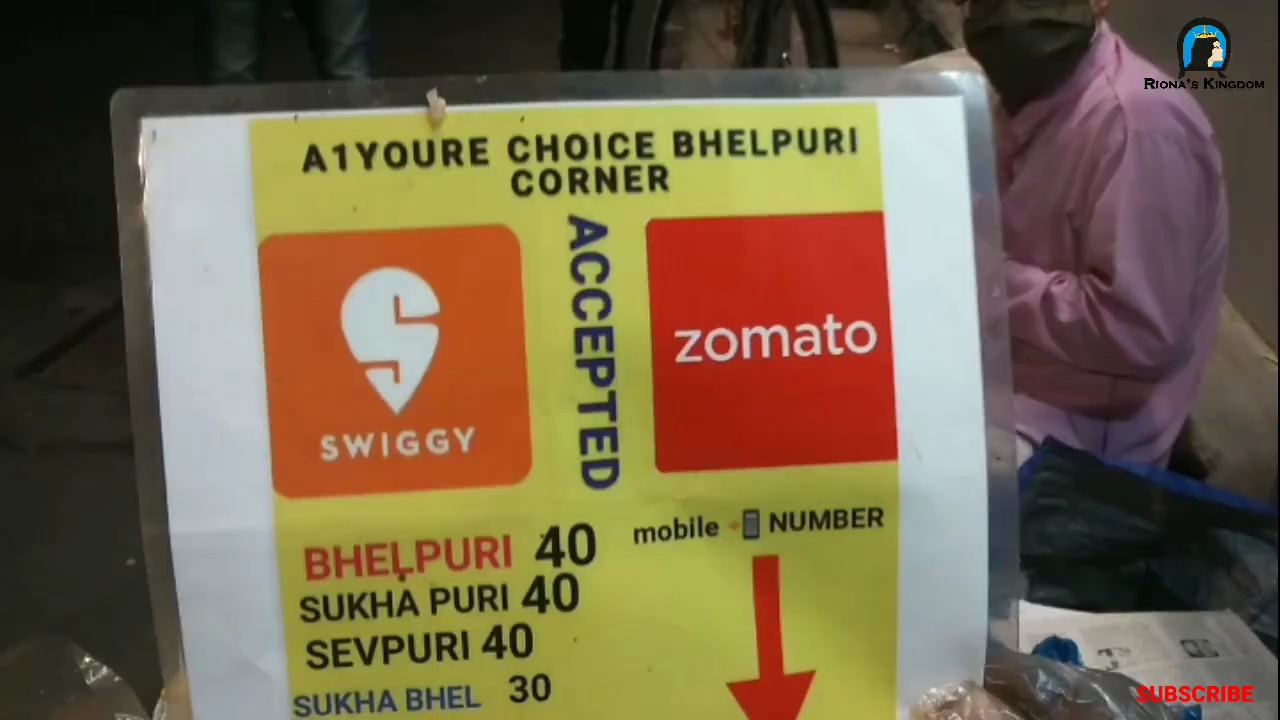 RIONA'S KINGDOM
A1YOURE CHOICE BHELPURI
CORNER
SWIGGY
ACCEPTED
zomato
mobile 📱 NUMBER
BHELPURI 40
SUKHA PURI 40
SEVPURI 40
SUKHA BHEL 30
SUBSCRIBE